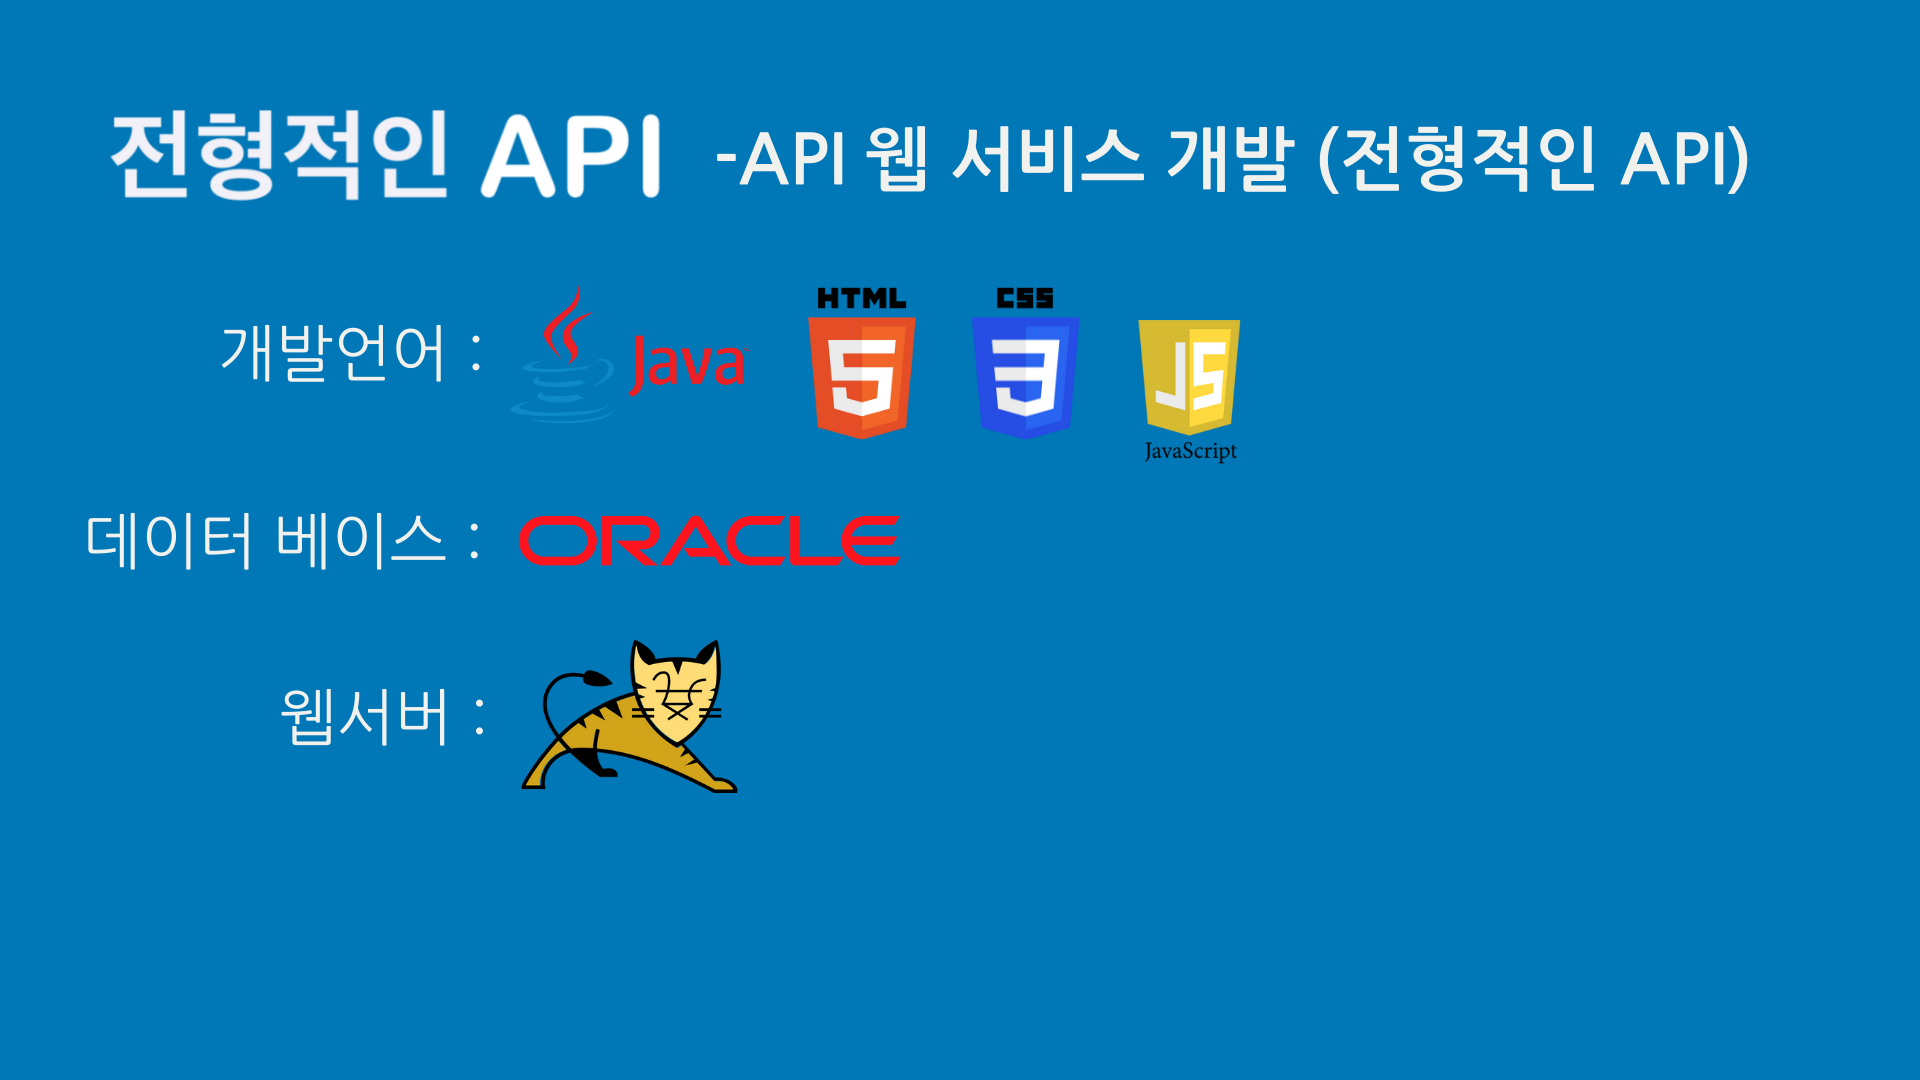 전형적인 API -API 웹 서비스 개발 (전형적인 API)
개발언어 : Java HTML 5 CSS 3 JS JavaScript
데이터 베이스 : ORACLE
웹서버 :